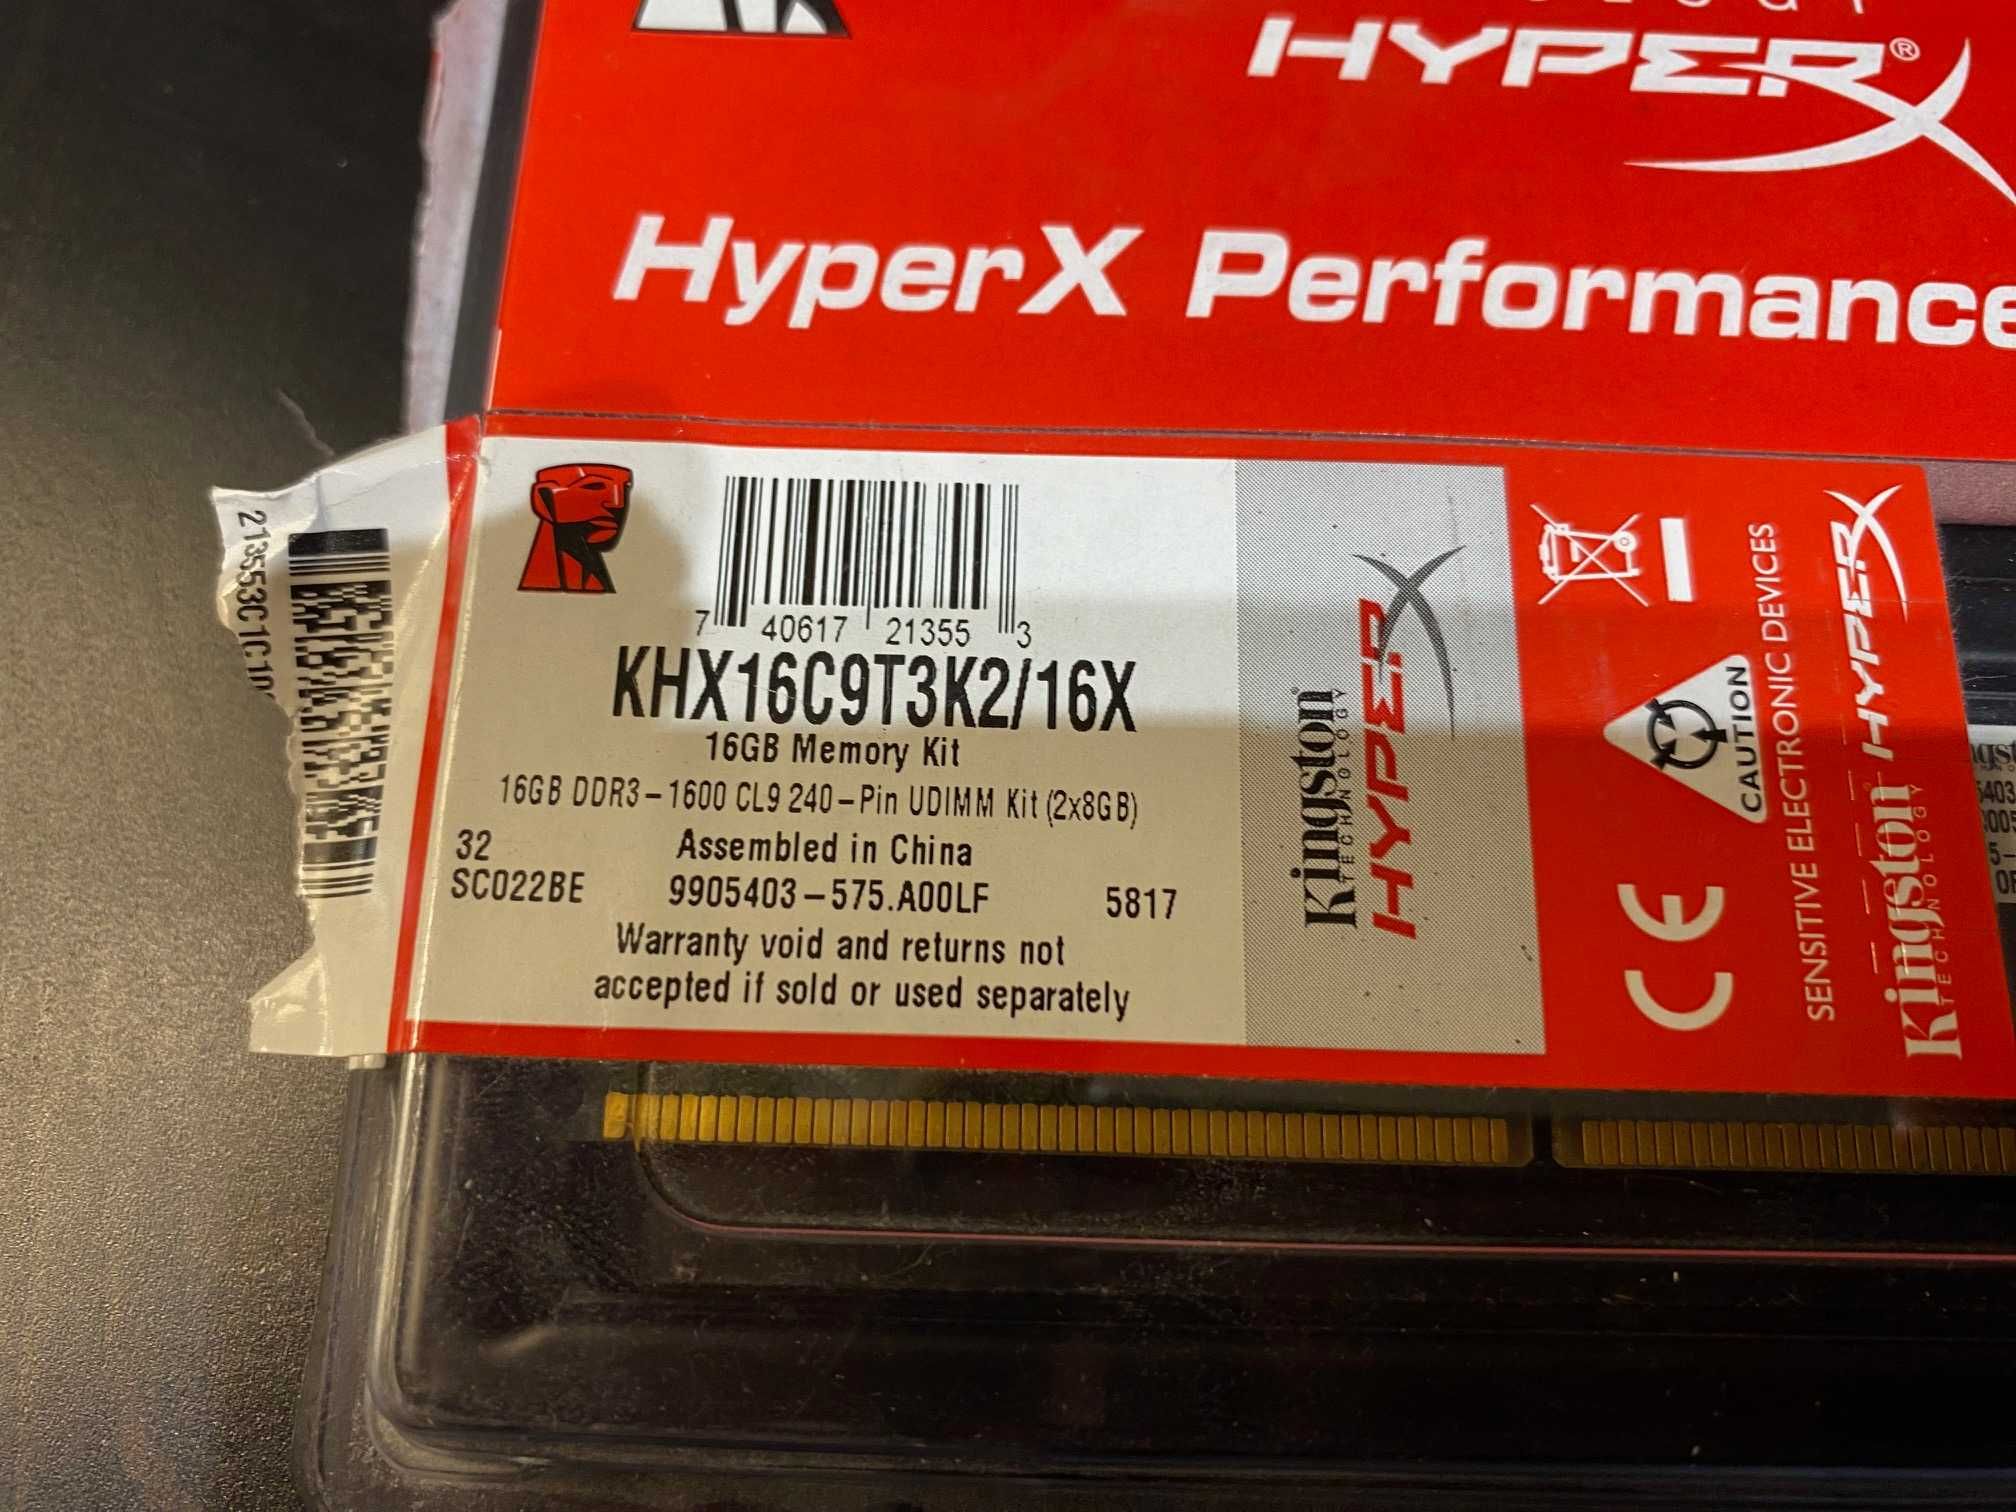 HYPERX®
HyperX Performance
7 40617 21355 3
KHX16C9T3K2/16X
16GB Memory Kit
16GB DDR3-1600 CL9 240-Pin UDIMM Kit (2x8GB)
32
Assembled in China
SC022BE 9905403-575.A00LF 5817
Warranty void and returns not
accepted if sold or used separately
Kingston
TECHNOLOGY
HYPERX
CE
CAUTION
SENSITIVE ELECTRONIC DEVICES
Kingston HYPERX
TECHNOLOGY